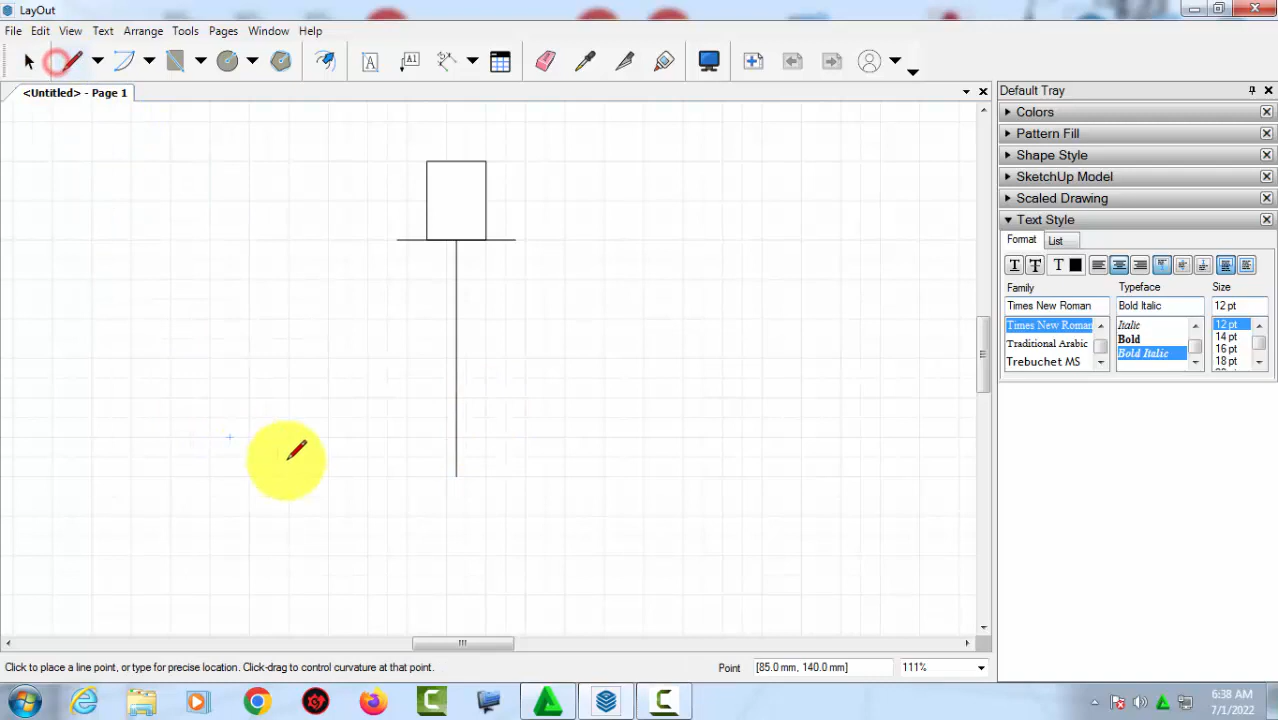 LayOut
File Edit View Text Arrange Tools Pages Window Help
A A1
<Untitled> - Page 1
Default Tray
Colors
Pattern Fill
Shape Style
SketchUp Model
Scaled Drawing
Text Style
Format List
T T T
Family Typeface Size
Times New Roman Bold Italic 12 pt
Times New Roman Italic 12 pt
Traditional Arabic Bold 14 pt
Trebuchet MS Bold Italic 16 pt
18 pt
Click to place a line point, or type for precise location. Click-drag to control curvature at that point. Point [85.0 mm, 140.0 mm] 111%
6:38 AM
7/1/2022